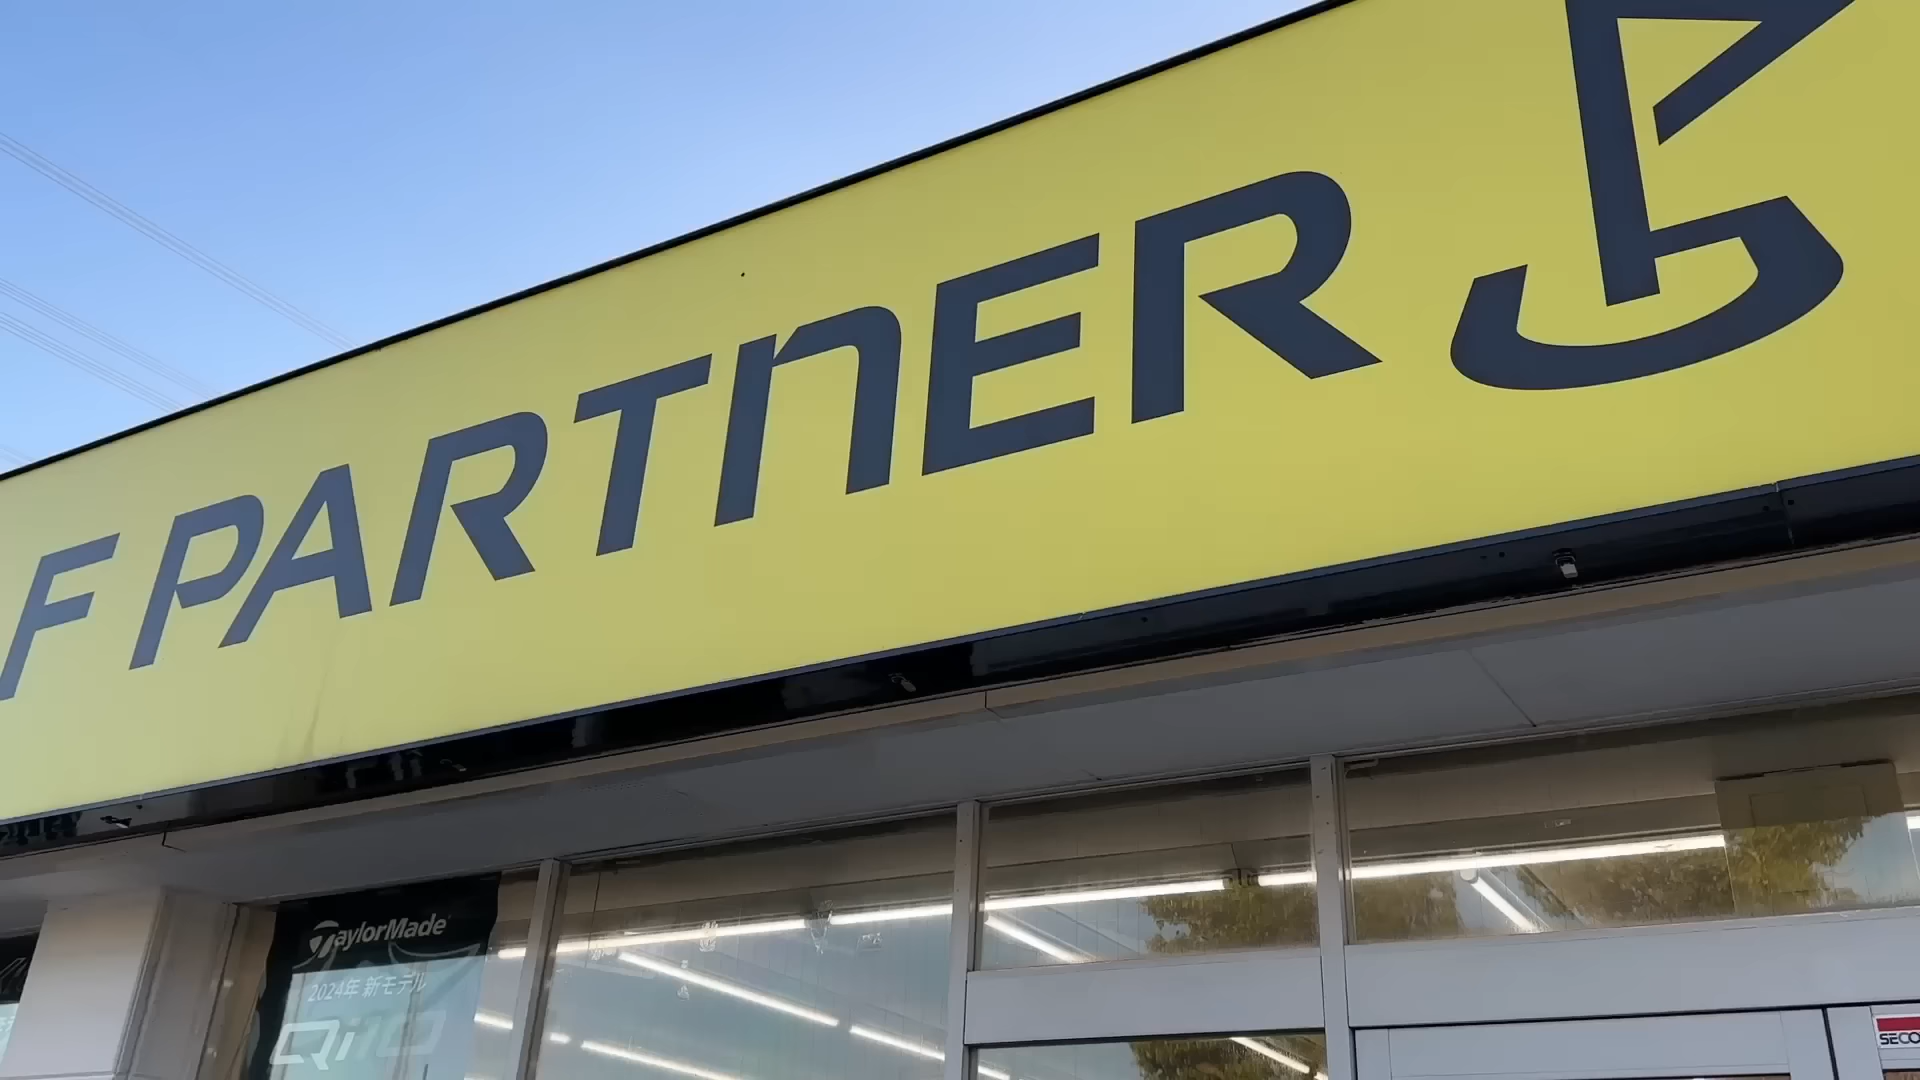 F PARTNER
TaylorMade
2024年 新モデル
Qi10
SECO